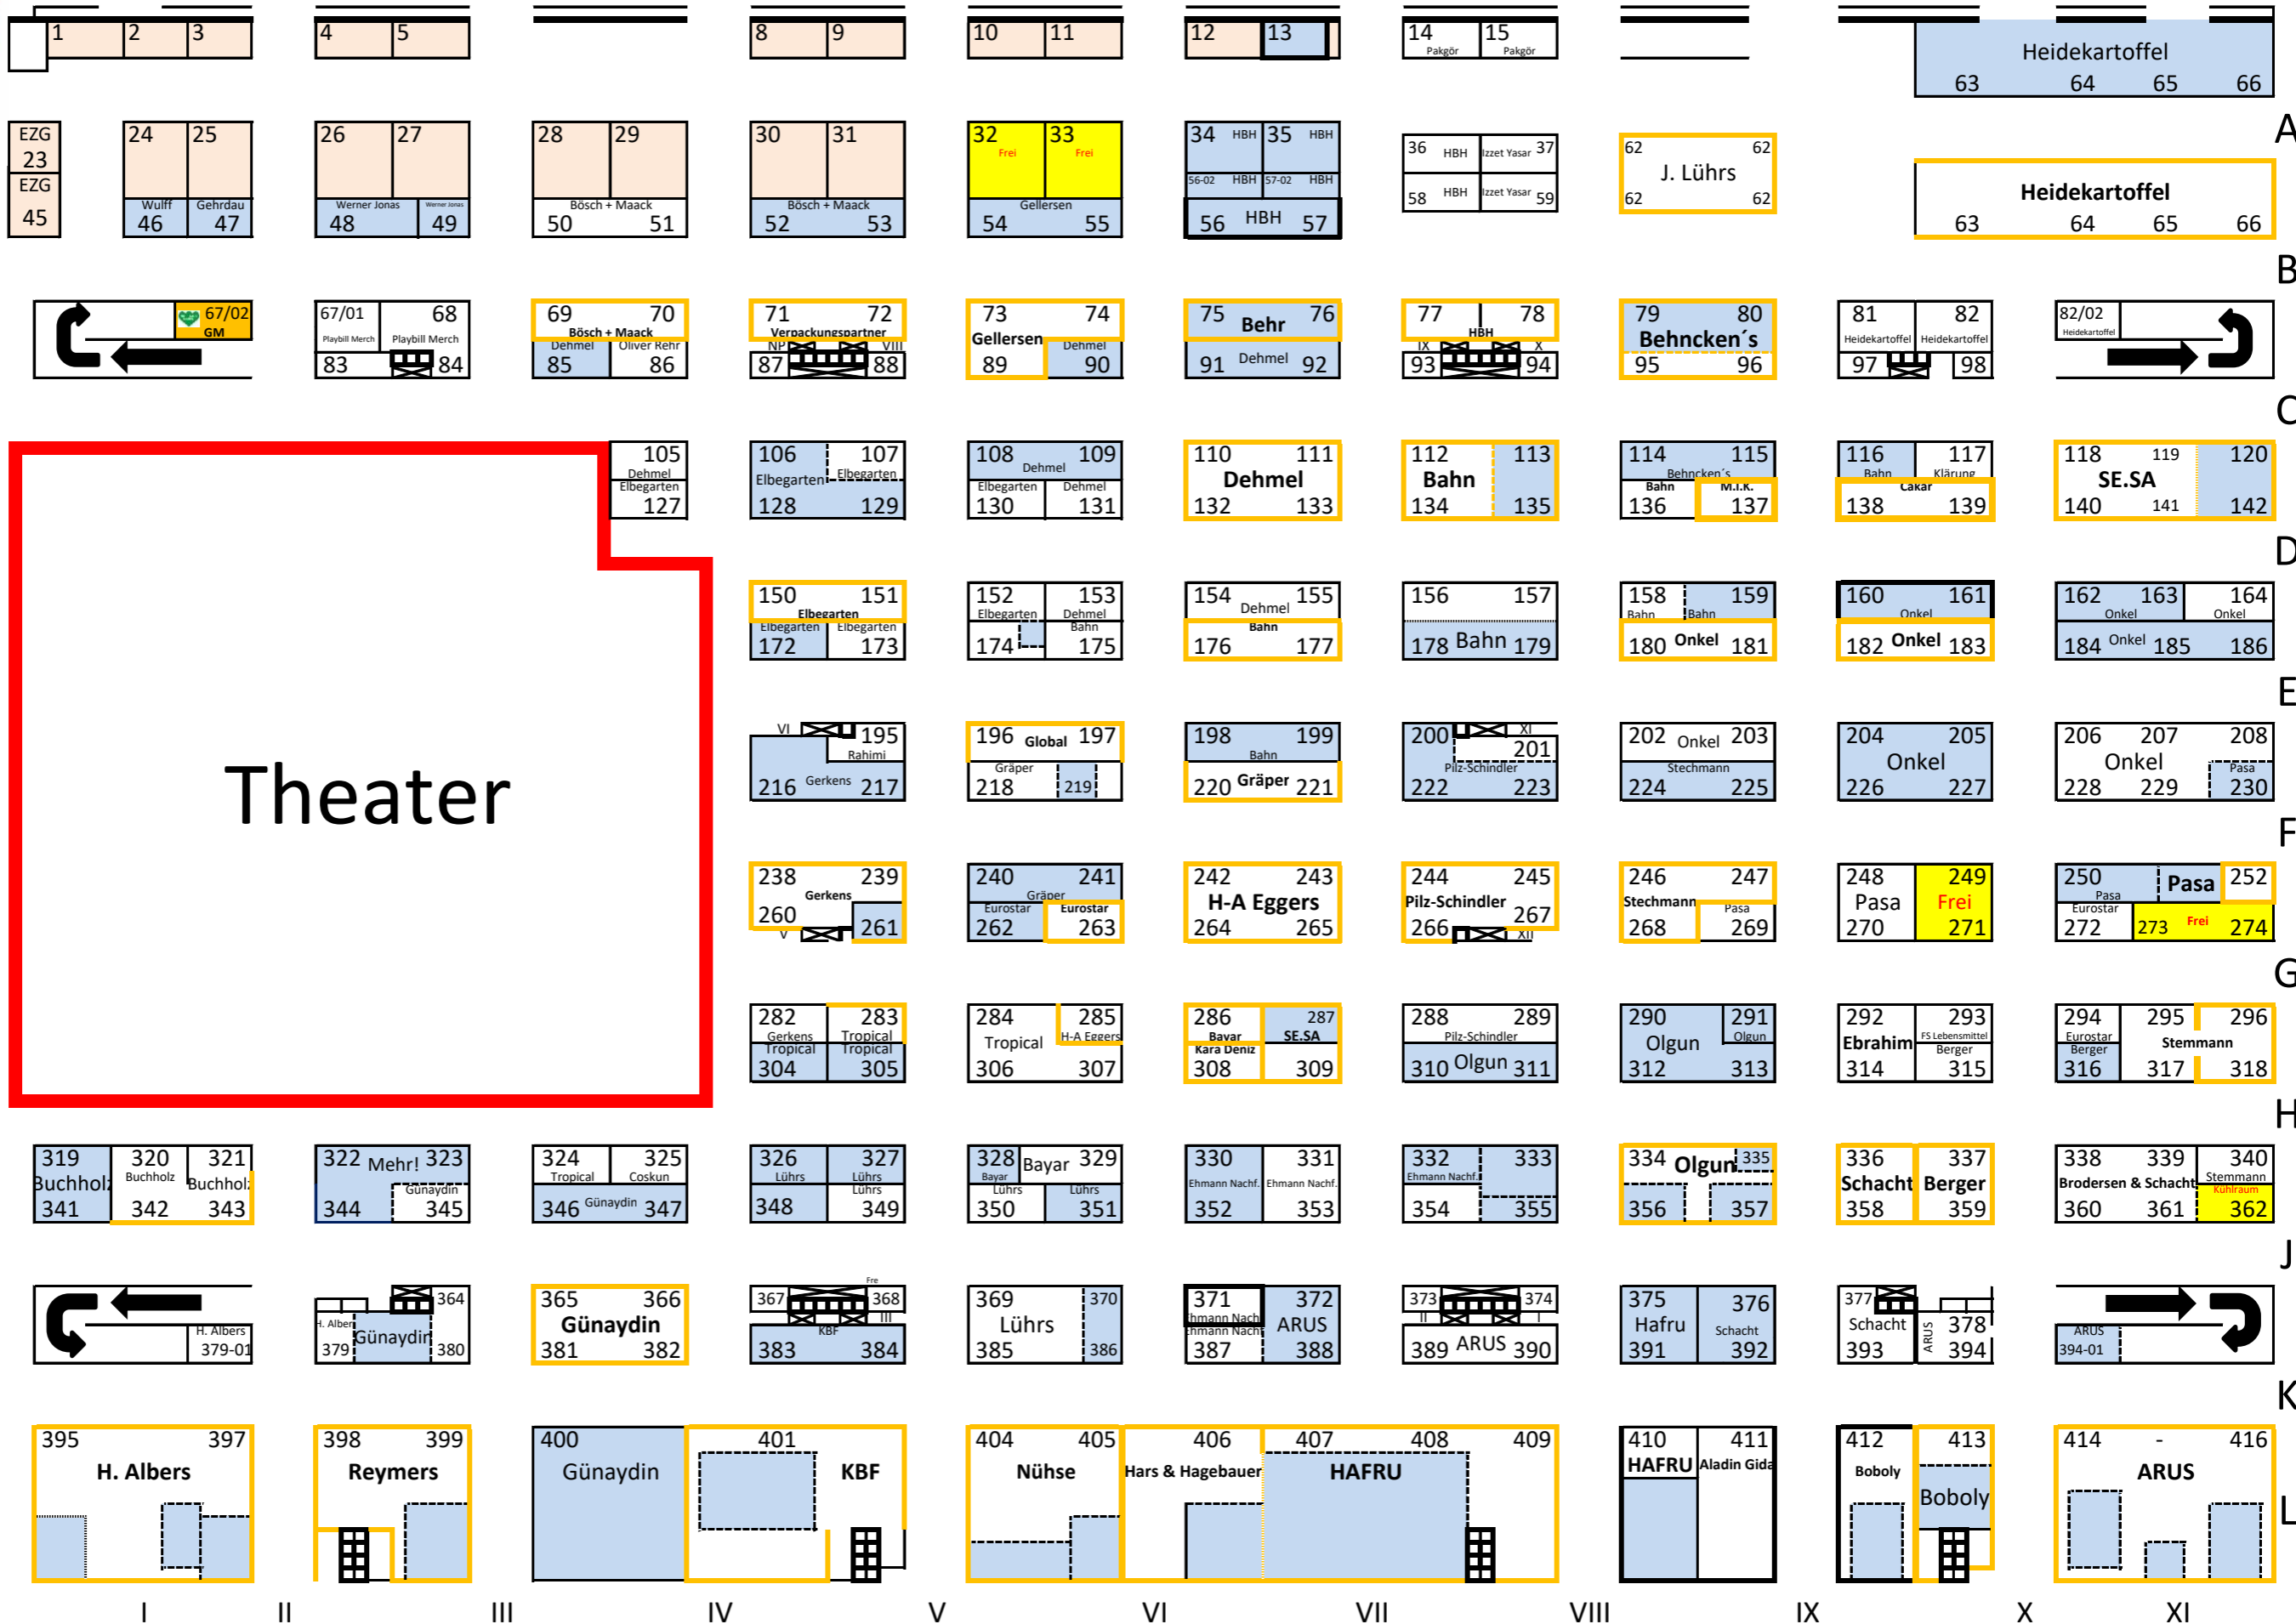 1 2 3 4 5 8 9 10 11 12 13 14 15
Pakgör Pakgör
Heidekartoffel
63 64 65 66
A
EZG 23 24 25 26 27 28 29 30 31 32 33 34 HBH 35 HBH 36 HBH Izzet Yasar 37 62 62
Frei Frei
J. Lührs
EZG 45
56-02 HBH 57-02 HBH 58 HBH Izzet Yasar 59 62 62
Heidekartoffel
63 64 65 66
Wulff Gehrdau Werner Jonas Werner Jonas Bösch + Maack Bösch + Maack Gellersen HBH
46 47 48 49 50 51 52 53 54 55 56 57
B
67/02 67/01 68 69 70 71 72 73 74 75 76 77 78 79 80 81 82 82/02
GM Playbill Merch Playbill Merch Bösch + Maack Verpackungspartner Gellersen Behr HBH Behncken´s Heidekartoffel Heidekartoffel Heidekartoffel
Dehmel Oliver Rehr NP VIII Dehmel Dehmel IX X
83 84 85 86 87 88 89 90 91 92 93 94 95 96 97 98
C
105 106 107 108 109 110 111 112 113 114 115 116 117 118 119 120
Dehmel Elbegarten Elbegarten Dehmel Dehmel Bahn Behncken´s Bahn Klärung SE.SA
Elbegarten Elbegarten Dehmel Bahn M.I.K. Cakar
127 128 129 130 131 132 133 134 135 136 137 138 139 140 141 142
D
150 151 152 153 154 155 156 157 158 159 160 161 162 163 164
Elbegarten Elbegarten Dehmel Dehmel Bahn Bahn Onkel Onkel Onkel
Elbegarten Elbegarten Bahn Bahn Bahn Onkel Onkel Onkel
172 173 174 175 176 177 178 179 180 181 182 183 184 185 186
E
Theater
VI 195 196 Global 197 198 199 200 XI 201 202 Onkel 203 204 205 206 207 208
Rahimi Bahn Onkel Onkel
Gerkens Gräper Gräper Pilz-Schindler Stechmann Pasa
216 217 218 219 220 221 222 223 224 225 226 227 228 229 230
F
238 239 240 241 242 243 244 245 246 247 248 249 250 Pasa 252
Gerkens Gräper H-A Eggers Pilz-Schindler Stechmann Pasa Frei Pasa
Eurostar Eurostar Pasa Eurostar Frei
260 261 262 263 264 265 266 267 268 269 270 271 272 273 274
V XII
G
282 283 284 285 286 287 288 289 290 291 292 293 294 295 296
Gerkens Tropical Tropical H-A Eggers Bayar SE.SA Pilz-Schindler Olgun Olgun Ebrahim FS Lebensmittel Eurostar Stemmann
Tropical Tropical Kara Deniz Olgun Berger Berger
304 305 306 307 308 309 310 311 312 313 314 315 316 317 318
H
319 320 321 322 323 324 325 326 327 328 329 330 331 332 333 334 335 336 337 338 339 340
Buchholz Buchholz Buchholz Mehr! Tropical Coskun Lührs Lührs Bayar Bayar Ehmann Nachf. Ehmann Nachf. Ehmann Nachf. Olgun Schacht Berger Brodersen & Schacht Stemmann
Günaydin Günaydin Lührs Lührs Lührs Kühlraum
341 342 343 344 345 346 347 348 349 350 351 352 353 354 355 356 357 358 359 360 361 362
J
364 365 366 367 Fre 368 369 370 371 372 373 374 375 376 377 378
H. Albers H. Alber Günaydin Günaydin KBF III Lührs Ehmann Nach Ehmann Nach ARUS II I ARUS Hafru Schacht Schacht ARUS ARUS
379-01 379 380 381 382 383 384 385 386 387 388 389 390 391 392 393 394 394-01
K
395 397 398 399 400 401 404 405 406 407 408 409 410 411 412 413 414 - 416
H. Albers Reymers Günaydin KBF Nühse Hars & Hagebauer HAFRU HAFRU Aladin Gida Boboly Boboly ARUS
L
I II III IV V VI VII VIII IX X XI